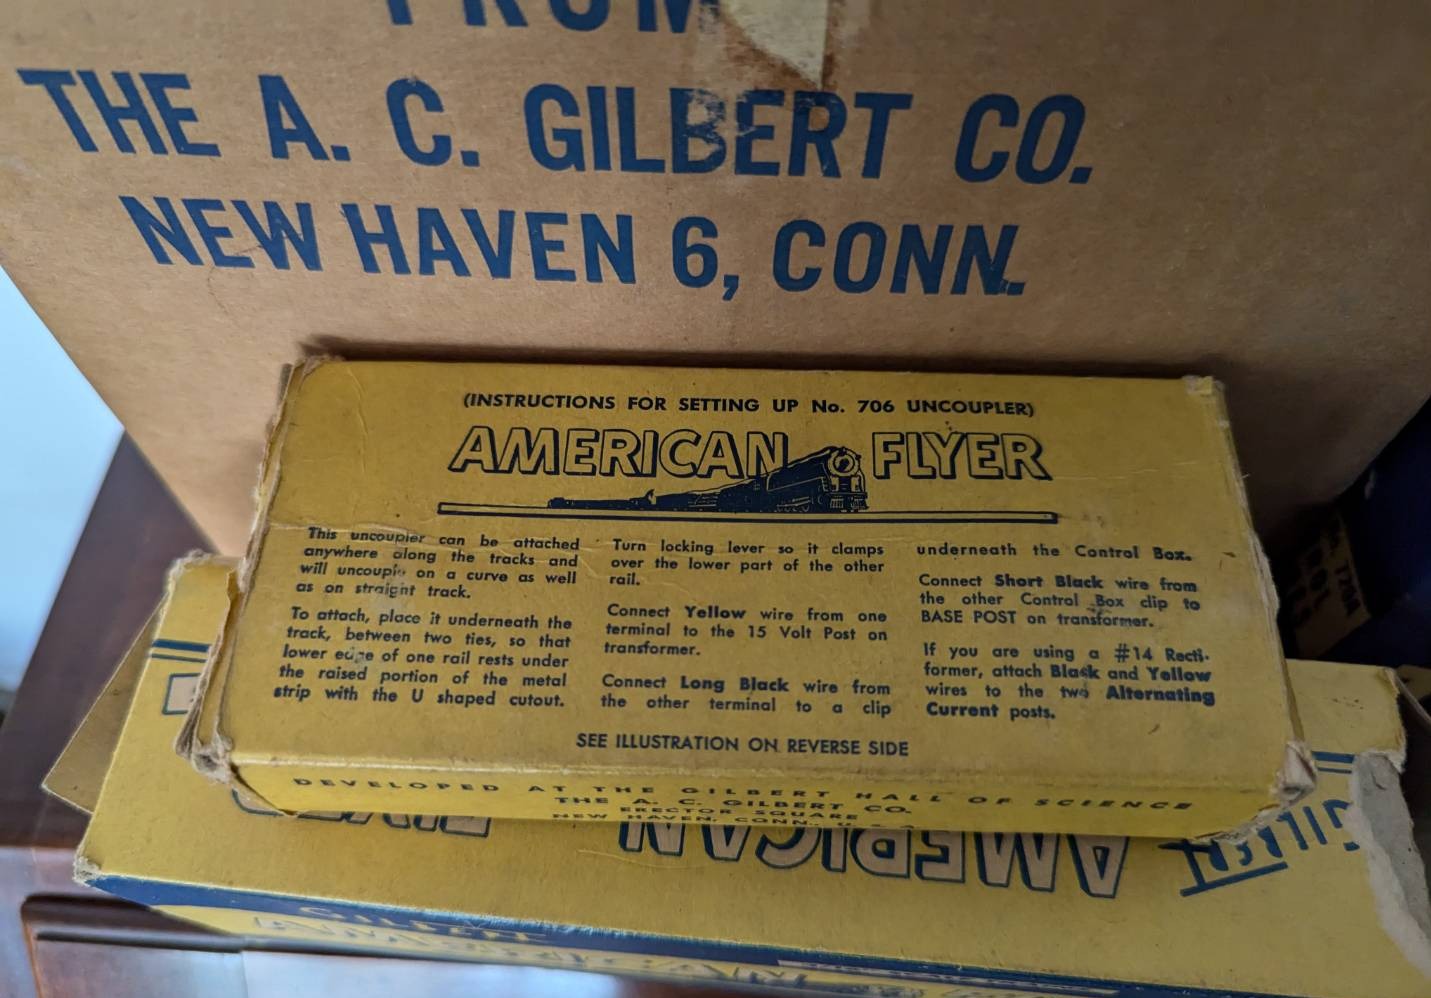 FROM
THE A. C. GILBERT CO.
NEW HAVEN 6, CONN.
(INSTRUCTIONS FOR SETTING UP No. 706 UNCOUPLER)
AMERICAN FLYER
This uncoupler can be attached
anywhere along the tracks and
will uncouple on a curve as well
as on straight track.
To attach, place it underneath the
track, between two ties, so that
lower edge of one rail rests under
the raised portion of the metal
strip with the U shaped cutout.
Turn locking lever so it clamps
over the lower part of the other
rail.
Connect Yellow wire from one
terminal to the 15 Volt Post on
transformer.
Connect Long Black wire from
the other terminal to a clip
underneath the Control Box.
Connect Short Black wire from
the other Control Box clip to
BASE POST on transformer.
If you are using a #14 Recti-
former, attach Black and Yellow
wires to the two Alternating
Current posts.
SEE ILLUSTRATION ON REVERSE SIDE
DEVELOPED AT THE GILBERT HALL OF SCIENCE
THE A. C. GILBERT CO.
ERECTOR SQUARE
NEW HAVEN, CONN., U. S. A.
GILBERT
AMERICAN
FLYER
GILBERT
AMERICAN